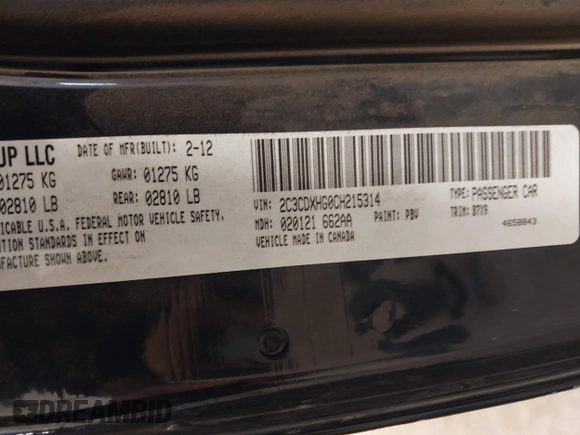 UP LLC
DATE OF MFR(BUILT): 2-12
01275 KG GAWR: 01275 KG
02810 LB REAR: 02810 LB
ICABLE U.S.A. FEDERAL MOTOR VEHICLE SAFETY,
TION STANDARDS IN EFFECT ON
UFACTURE SHOWN ABOVE.
VIN: 2C3CDXHG0CH215314
TYPE: PASSENGER CAR
MDH: 020121 662AA PAINT: PBV TRIM: B7X9
VEHICLE MADE IN CANADA
4658843
DREAMBID